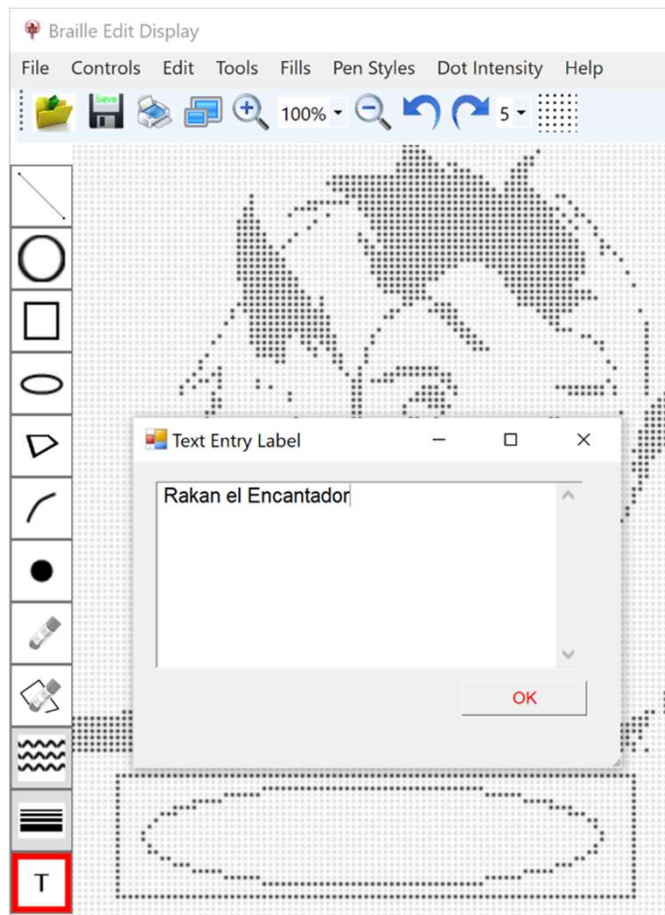 Braille Edit Display
File Controls Edit Tools Fills Pen Styles Dot Intensity Help
Save 100% 5
Text Entry Label
Rakan el Encantador
OK
T